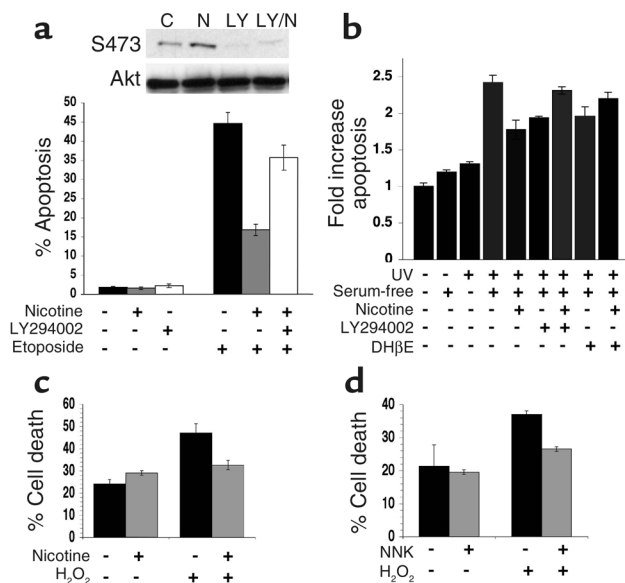 a
C N LY LY/N
S473
Akt
% Apoptosis
50
45
40
35
30
25
20
15
10
5
0
Nicotine - + - - + +
LY294002 - - + - - +
Etoposide - - - + + +
b
Fold increase
apoptosis
2.5
2
1.5
1
0.5
0
UV - - + + + + + + +
Serum-free - + - + + + + + +
Nicotine - - - - + - + - +
LY294002 - - - - - + + - -
DHβE - - - - - - - + +
c
% Cell death
60
50
40
30
20
10
0
Nicotine - + - +
H₂O₂ - - + +
d
% Cell death
40
30
20
10
0
NNK - + - +
H₂O₂ - - + +